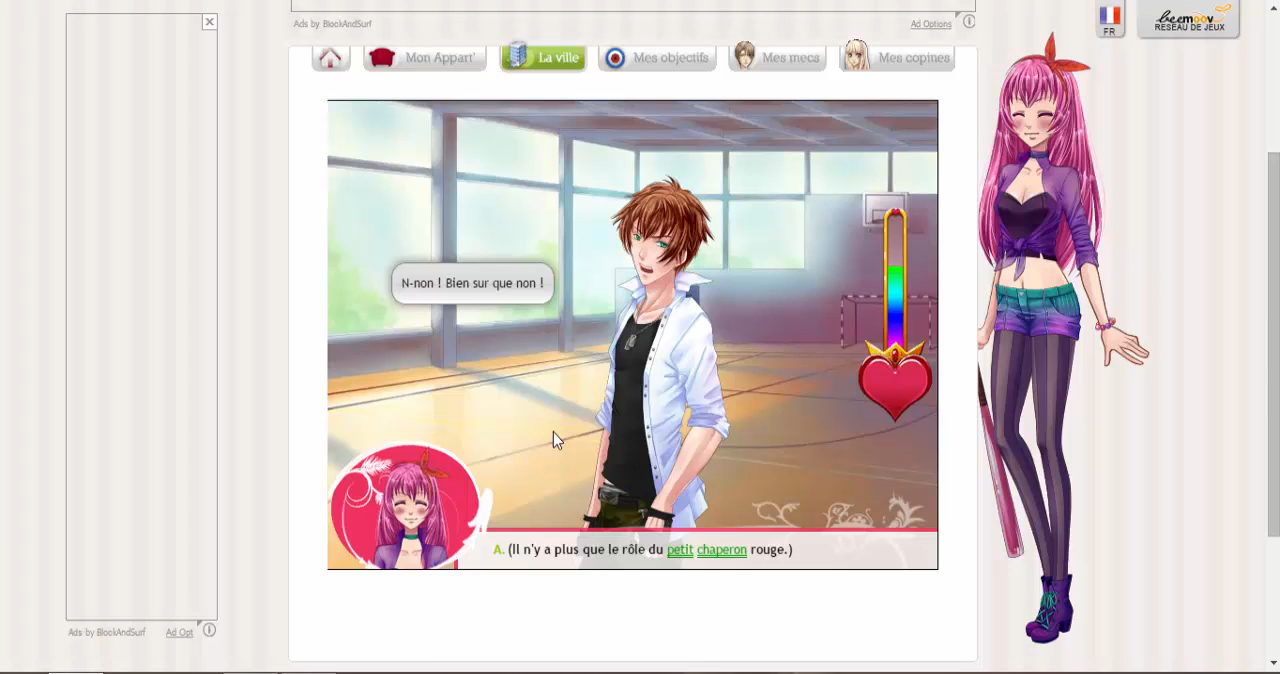 Ads by BlockAndSurf
Ad Options
FR
beemoov
RESEAU DE JEUX
Mon Appart'
La ville
Mes objectifs
Mes mecs
Mes copines
N-non ! Bien sur que non !
A. (Il n'y a plus que le rôle du petit chaperon rouge.)
Ads by BlockAndSurf
Ad Opt